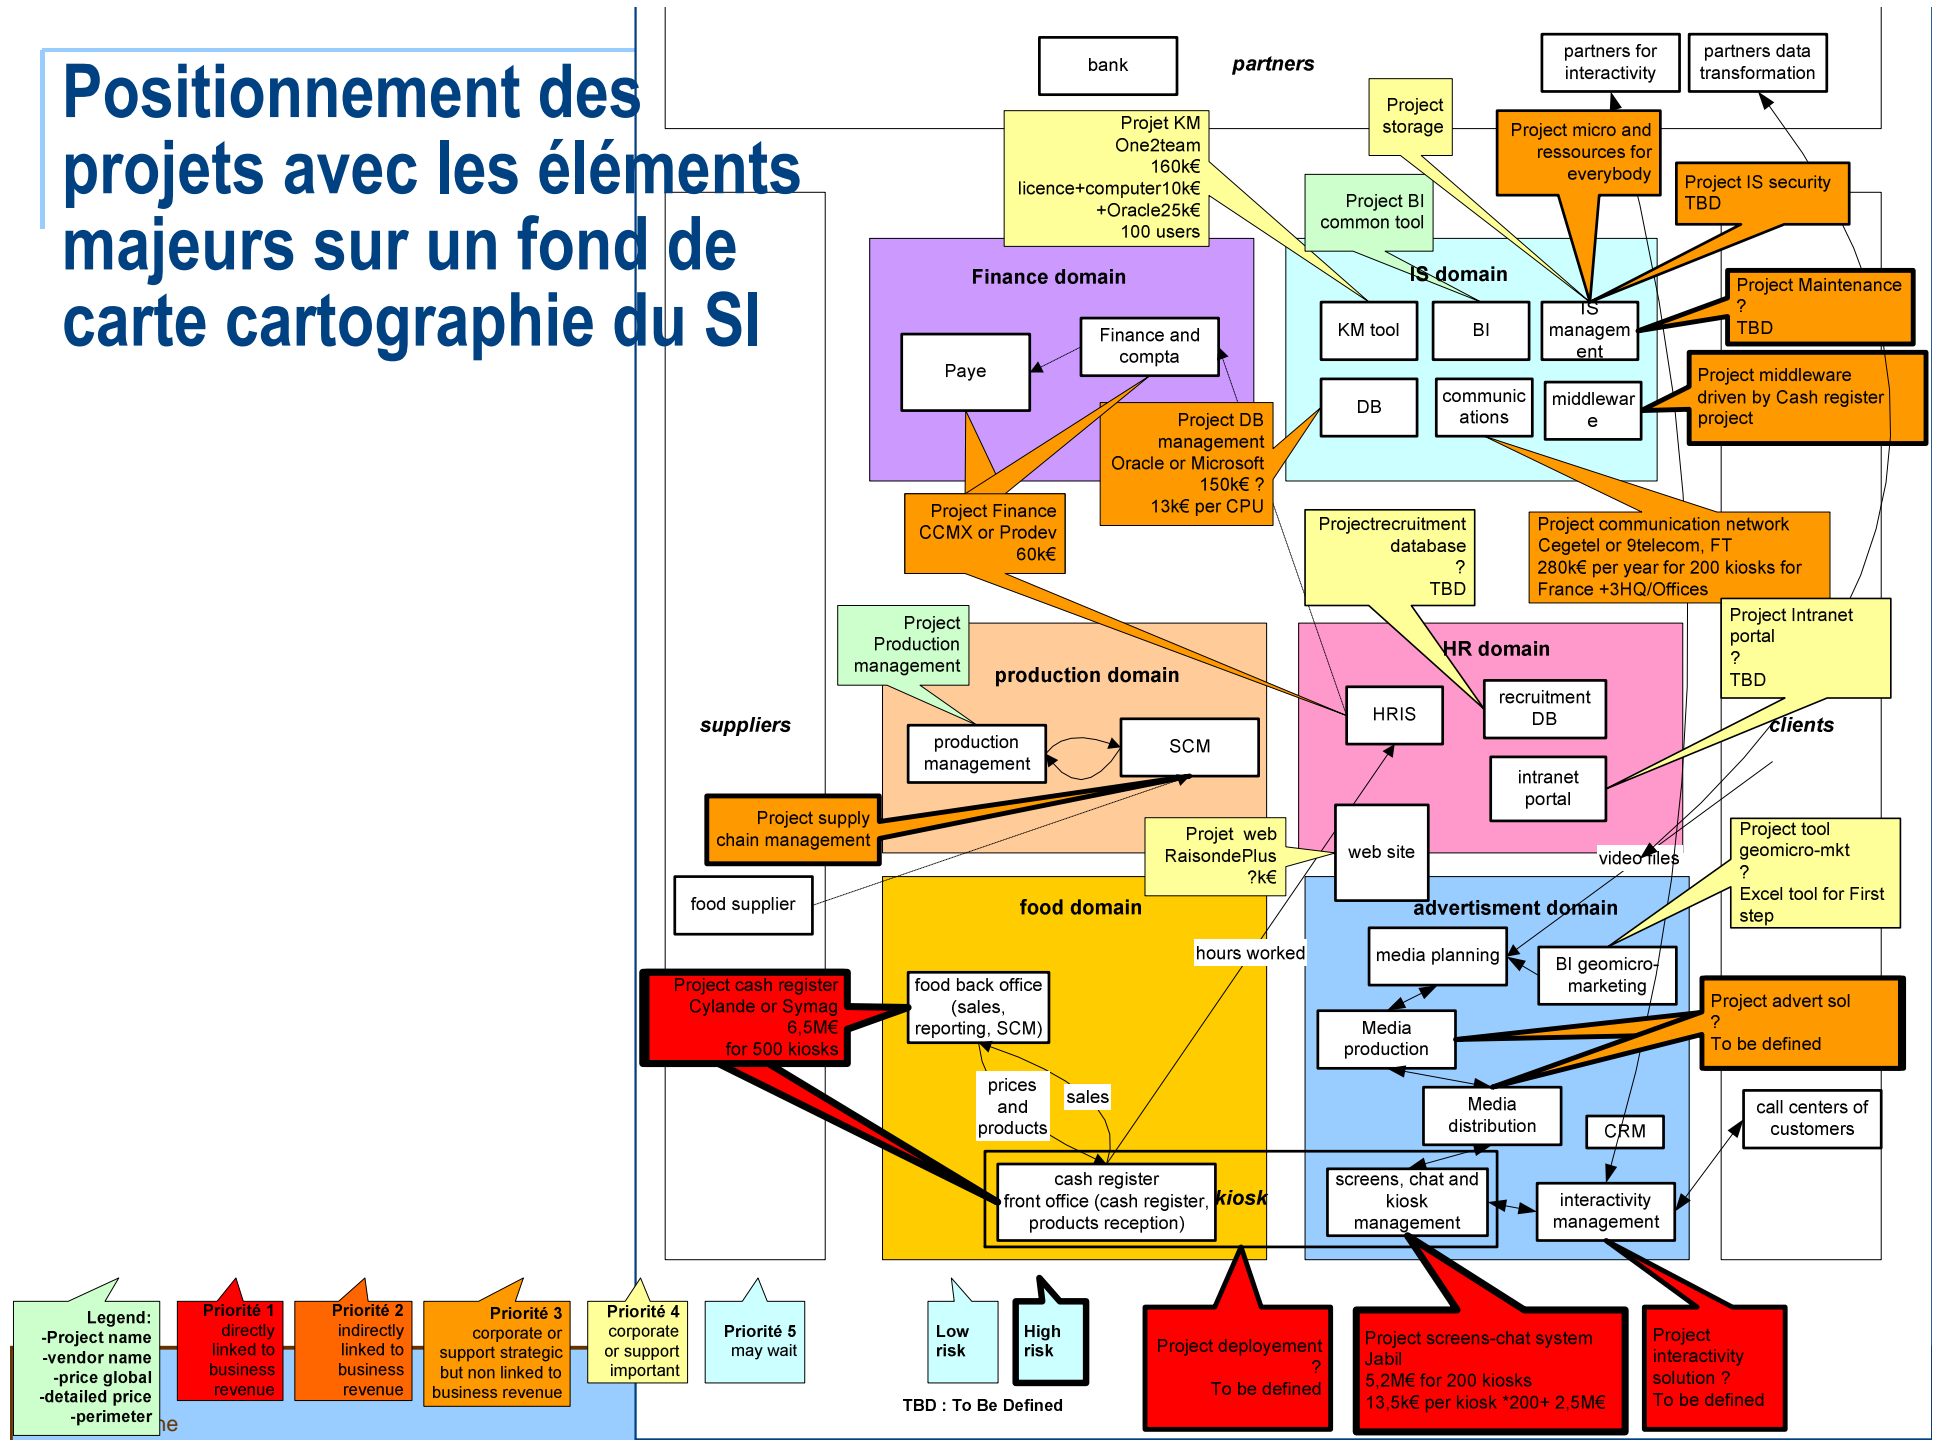 Positionnement des
projets avec les éléments
majeurs sur un fond de
carte cartographie du SI
bank
partners
partners for
interactivity
partners data
transformation
Projet KM
One2team
160k€
licence+computer10k€
+Oracle25k€
100 users
Project
storage
Project micro and
ressources for
everybody
Project IS security
TBD
Project BI
common tool
Finance domain
IS domain
Project Maintenance
?
TBD
KM tool
BI
IS
managem
ent
Finance and
compta
Paye
DB
communic
ations
middlewar
e
Project middleware
driven by Cash register
project
Project DB
management
Oracle or Microsoft
150k€ ?
13k€ per CPU
Project Finance
CCMX or Prodev
60k€
Projectrecruitment
database
?
TBD
Project communication network
Cegetel or 9telecom, FT
280k€ per year for 200 kiosks for
France +3HQ/Offices
Project
Production
management
Project Intranet
portal
?
TBD
production domain
HR domain
suppliers
clients
HRIS
recruitment
DB
production
management
SCM
intranet
portal
Project supply
chain management
Projet  web
RaisondePlus
?k€
web site
video files
Project tool
geomicro-mkt
?
Excel tool for First
step
food supplier
food domain
advertisment domain
hours worked
media planning
BI geomicro-
marketing
Project cash register
Cylande or Symag
6,5M€
for 500 kiosks
food back office
(sales,
reporting, SCM)
Project advert sol
?
To be defined
Media
production
prices
and
products
sales
Media
distribution
CRM
call centers of
customers
cash register
front office (cash register,
products reception)
kiosk
screens, chat and
kiosk
management
interactivity
management
Legend:
-Project name
-vendor name
-price global
-detailed price
-perimeter
Priorité 1
directly
linked to
business
revenue
Priorité 2
indirectly
linked to
business
revenue
Priorité 3
corporate or
support strategic
but non linked to
business revenue
Priorité 4
corporate
or support
important
Priorité 5
may wait
Low
risk
High
risk
TBD : To Be Defined
Project deployement
?
To be defined
Project screens-chat system
Jabil
5,2M€ for 200 kiosks
13,5k€ per kiosk *200+ 2,5M€
Project
interactivity
solution ?
To be defined
ne